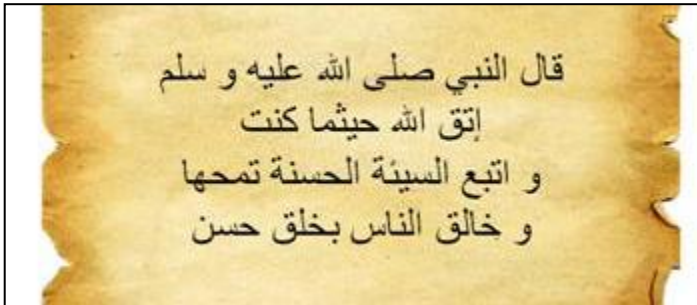 قال النبي صلى الله عليه و سلم
إتق الله حيثما كنت
و اتبع السيئة الحسنة تمحها
و خالق الناس بخلق حسن